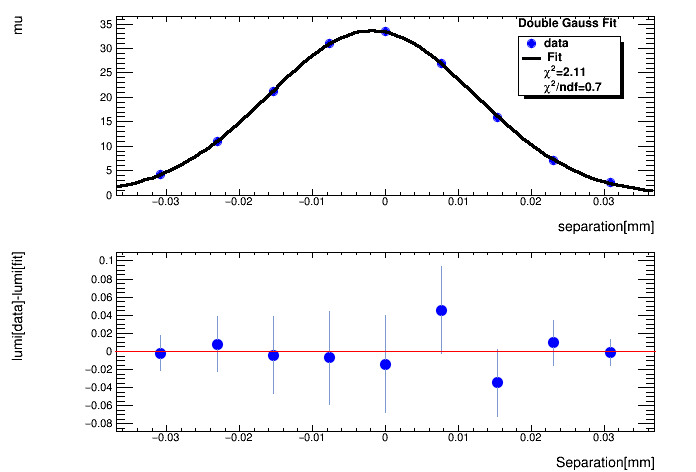 mu
Double Gauss Fit
data
Fit
χ²=2.11
χ²/ndf=0.7
35
30
25
20
15
10
5
0
−0.03 −0.02 −0.01 0 0.01 0.02 0.03
separation[mm]
lumi[data]-lumi[fit]
0.1
0.08
0.06
0.04
0.02
0
−0.02
−0.04
−0.06
−0.08
−0.03 −0.02 −0.01 0 0.01 0.02 0.03
Separation[mm]